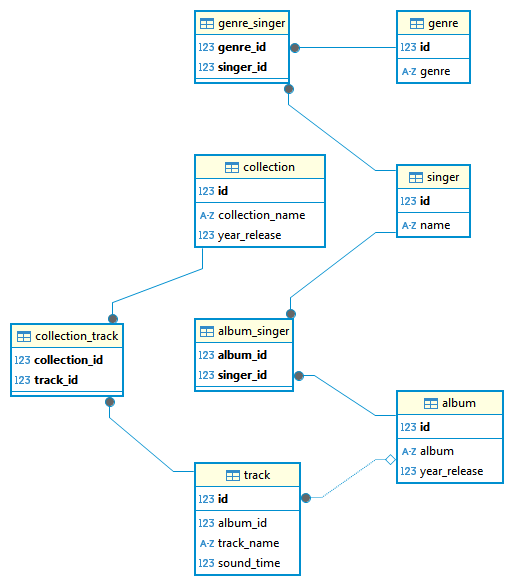 genre_singer
123 genre_id
123 singer_id
genre
123 id
A-Z genre
collection
123 id
A-Z collection_name
123 year_release
singer
123 id
A-Z name
collection_track
123 collection_id
123 track_id
album_singer
123 album_id
123 singer_id
album
123 id
A-Z album
123 year_release
track
123 id
123 album_id
A-Z track_name
123 sound_time